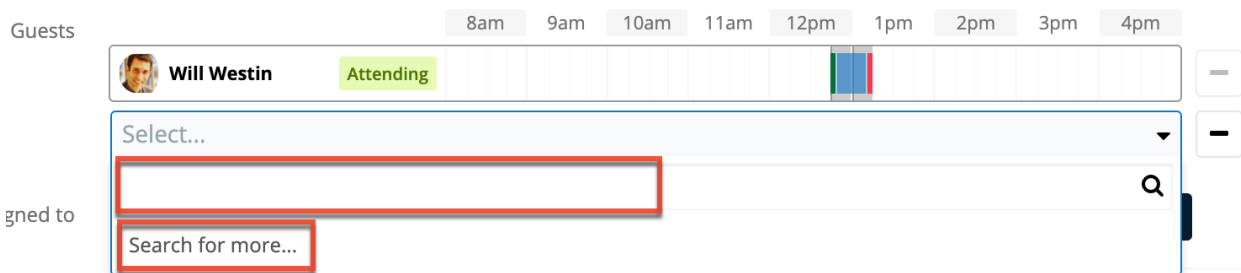 Guests
8am 9am 10am 11am 12pm 1pm 2pm 3pm 4pm
Will Westin Attending
Select...
gned to
Search for more...